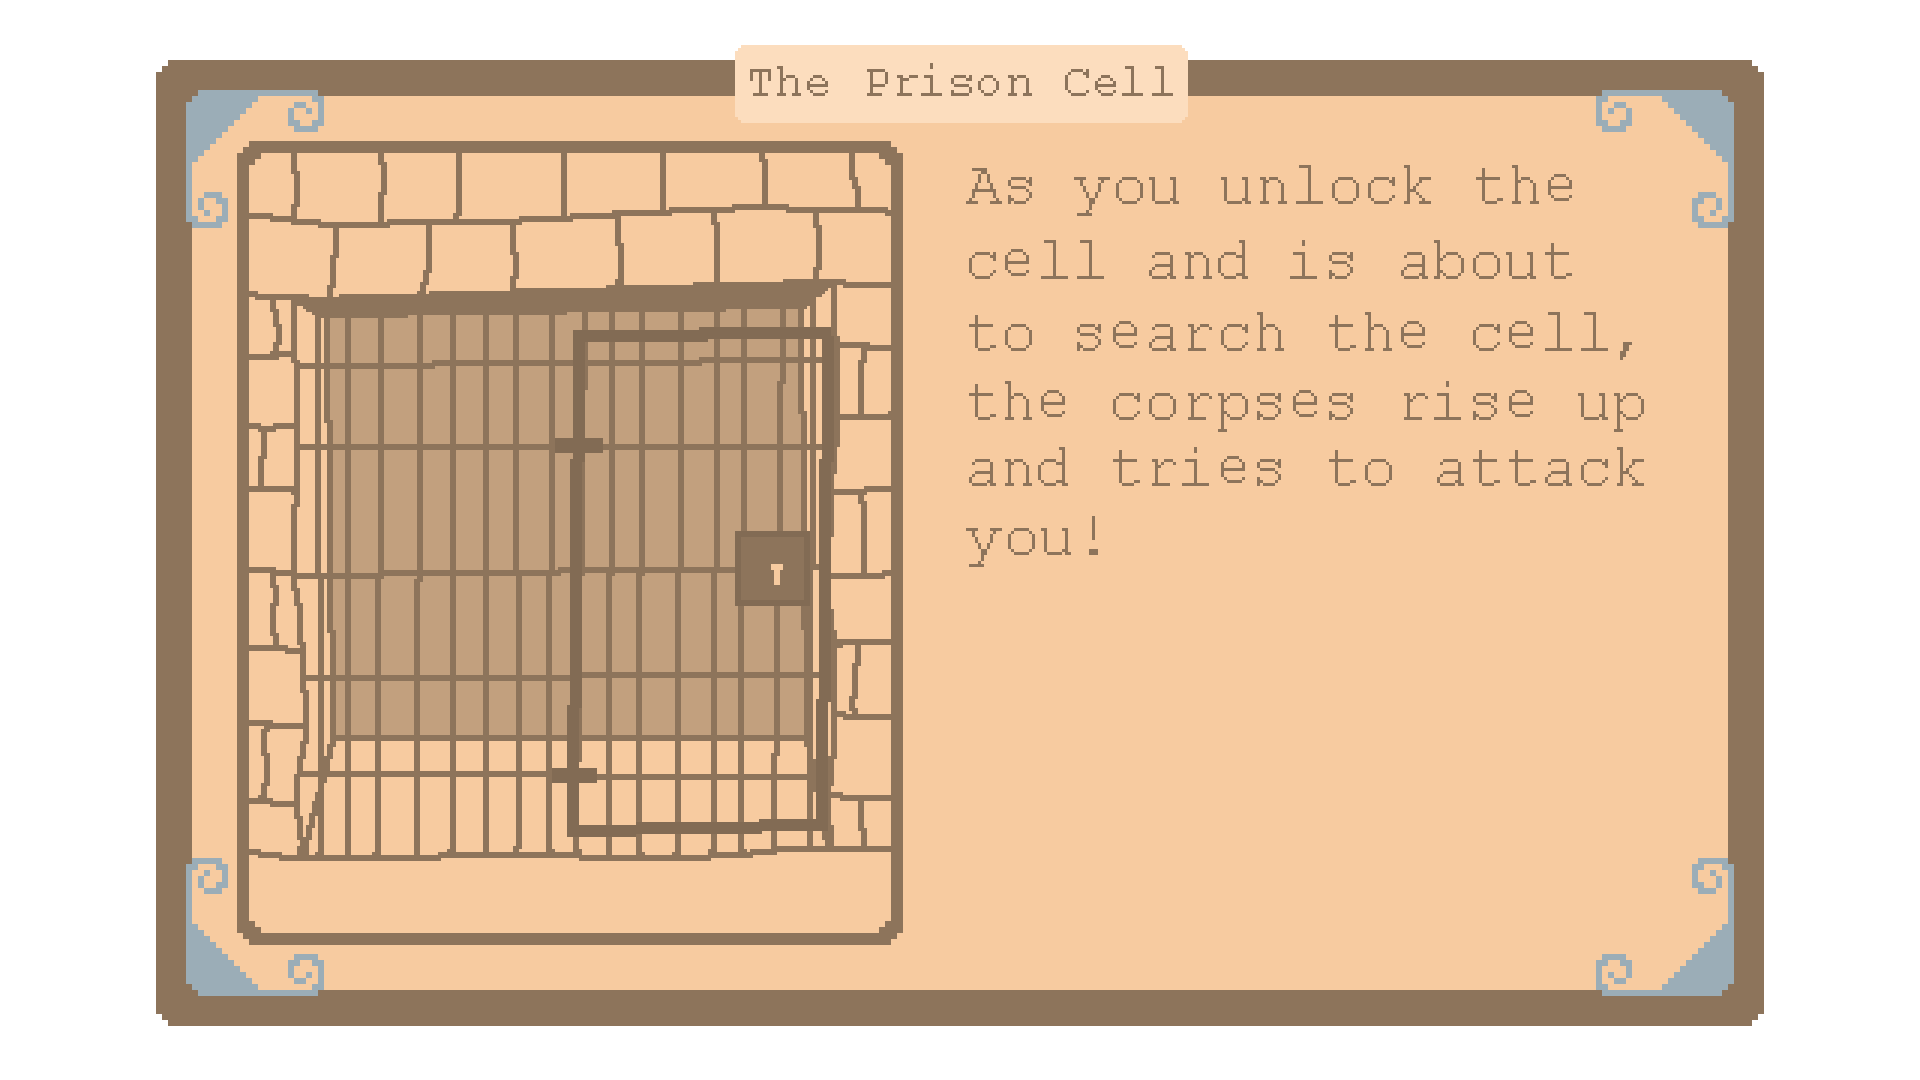 The Prison Cell
As you unlock the
cell and is about
to search the cell,
the corpses rise up
and tries to attack
you!